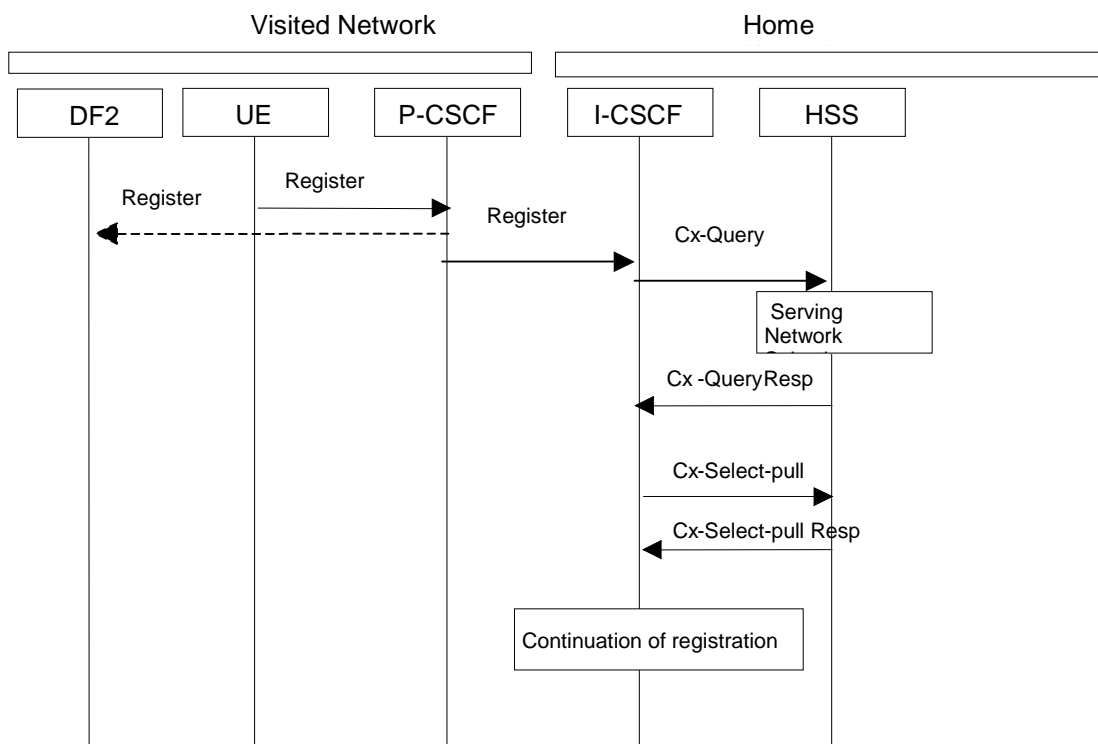 Visited Network
Home
DF2
UE
P-CSCF
I-CSCF
HSS
Register
Register
Register
Cx-Query
Serving
Network
Cx -QueryResp
Cx-Select-pull
Cx-Select-pull Resp
Continuation of registration